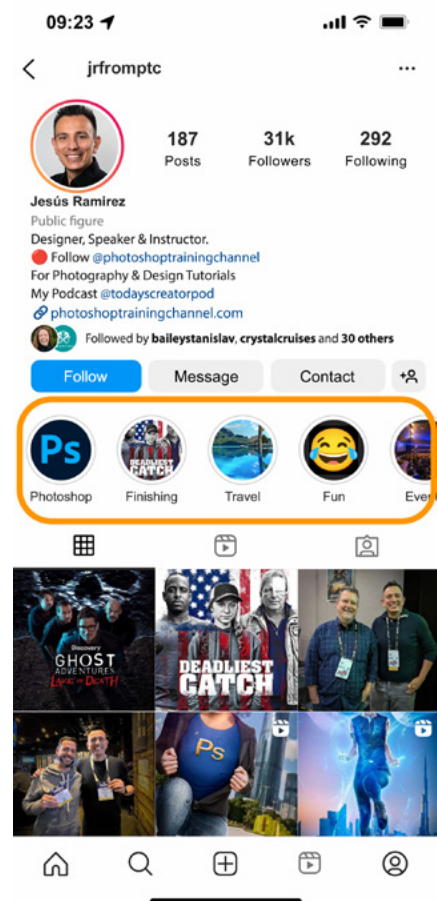 09:23
jrfromptc
187 31k 292
Posts Followers Following
Jesús Ramirez
Public figure
Designer, Speaker & Instructor.
🔴 Follow @photoshoptrainingchannel
For Photography & Design Tutorials
My Podcast @todayscreatorpod
photoshoptrainingchannel.com
Followed by baileystanislav, crystalcruises and 30 others
Follow Message Contact
Ps DEADLIEST CATCH
Photoshop Finishing Travel Fun Even
Discovery
GHOST
ADVENTURES
LAKE OF DEATH
DEADLIEST
CATCH
Ps